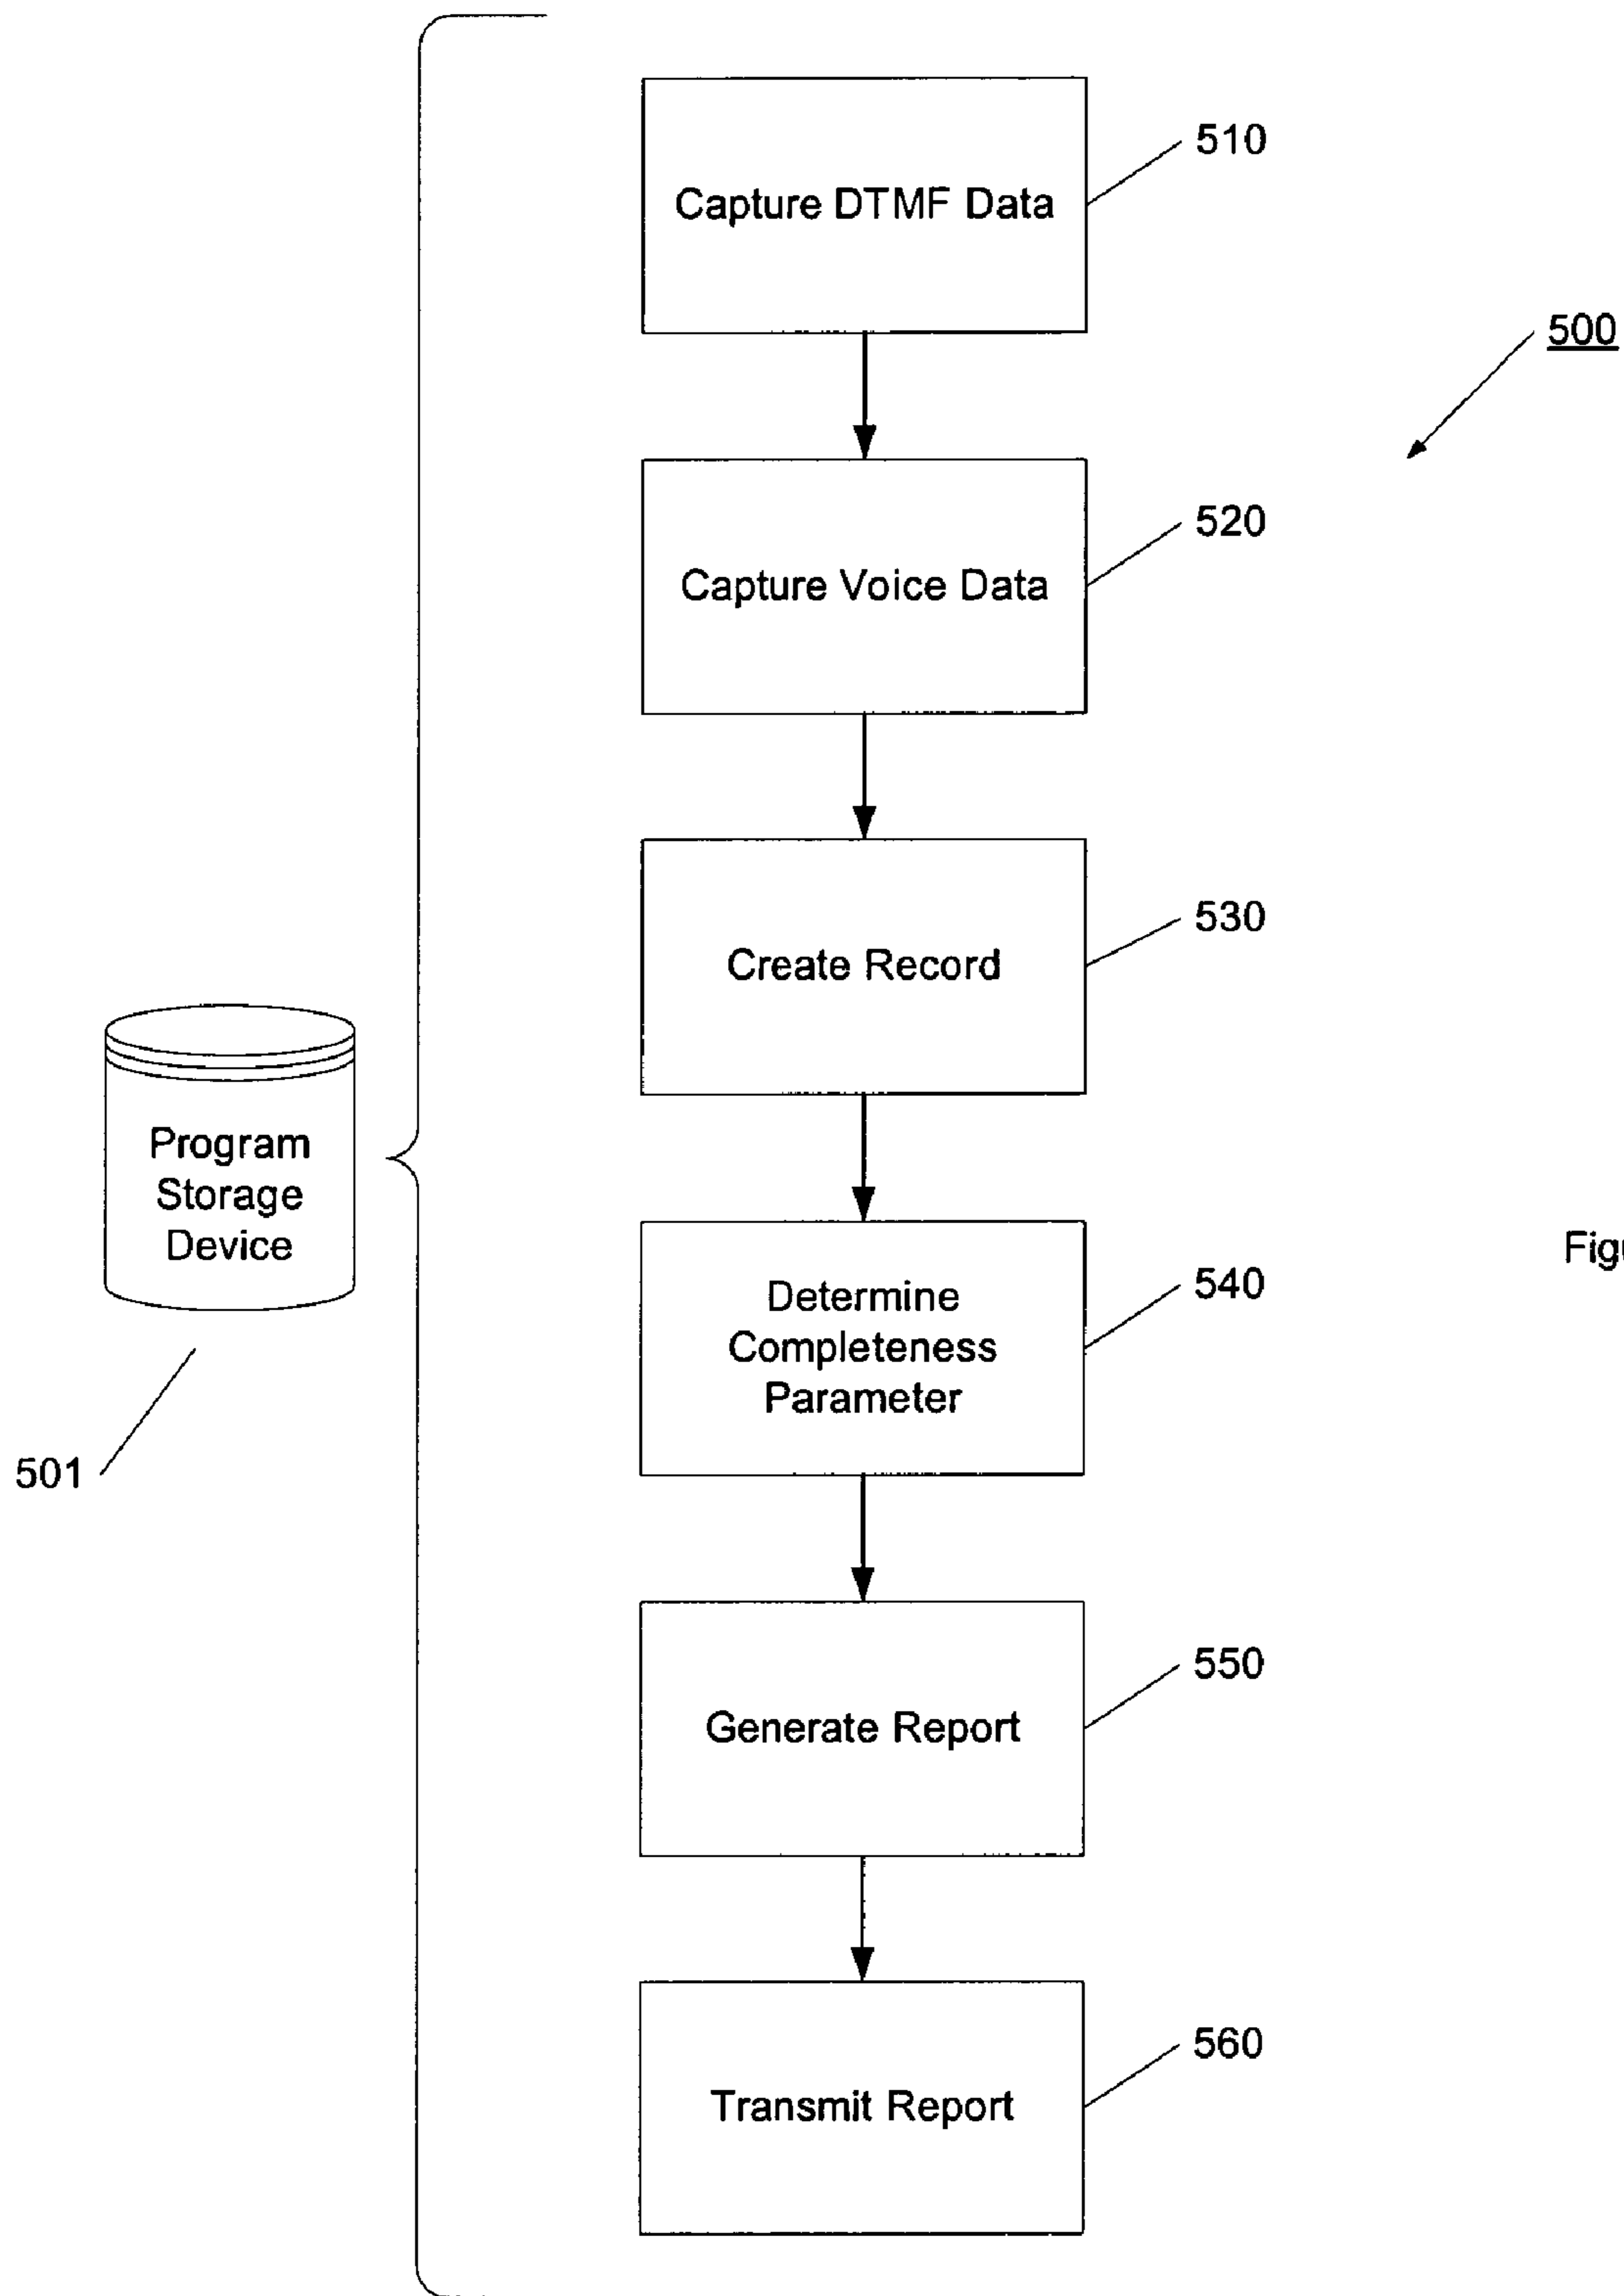 Capture DTMF Data
510
500
Capture Voice Data
520
Create Record
530
Program
Storage
Device
501
Determine
Completeness
Parameter
540
Generate Report
550
Transmit Report
560